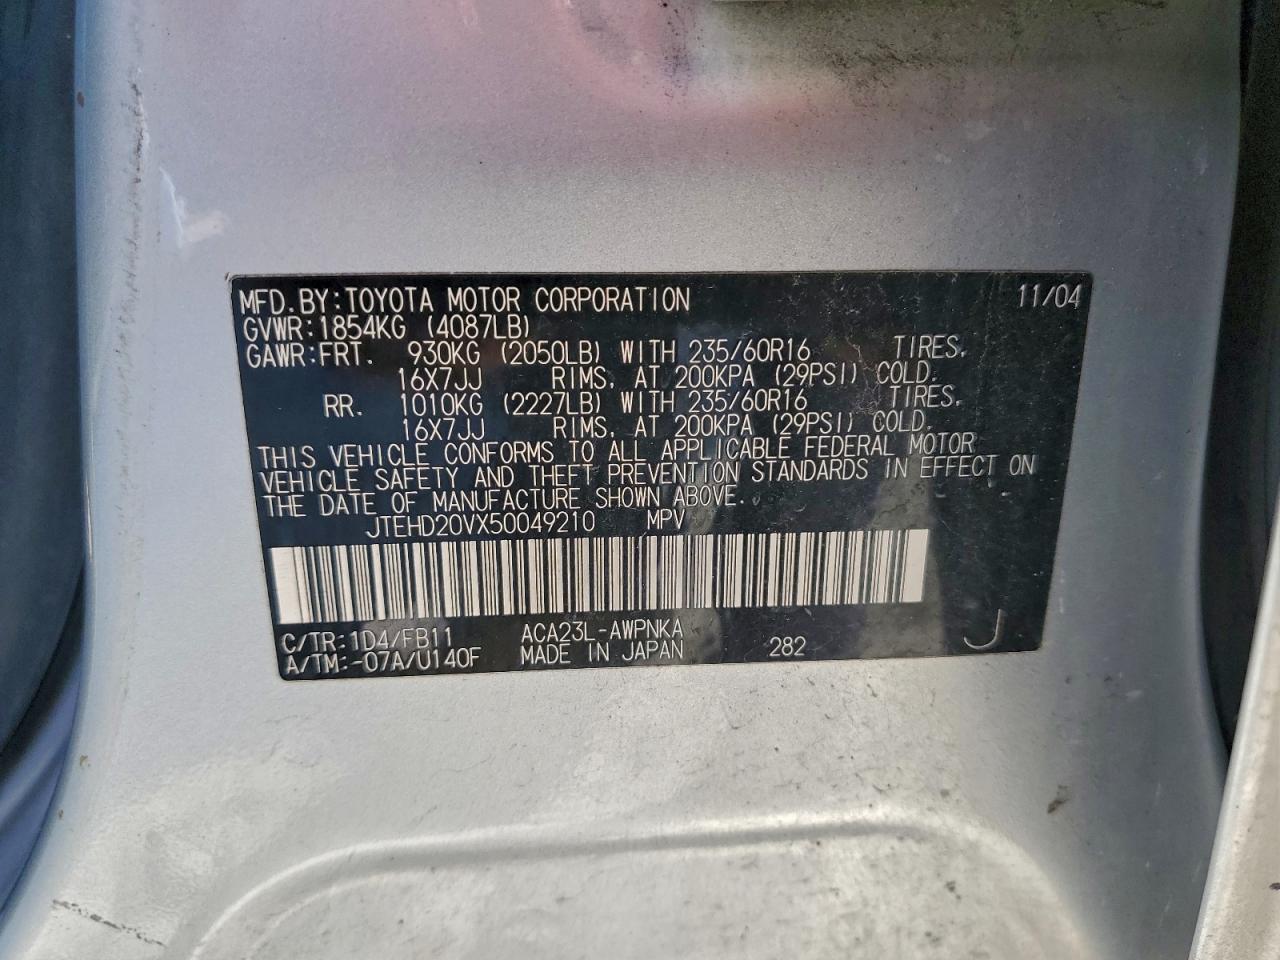 MFD.BY:TOYOTA MOTOR CORPORATION 11/04
GVWR:1854KG (4087LB)
GAWR:FRT. 930KG (2050LB) WITH 235/60R16 TIRES,
16X7JJ RIMS, AT 200KPA (29PSI) COLD.
RR. 1010KG (2227LB) WITH 235/60R16 TIRES,
16X7JJ RIMS, AT 200KPA (29PSI) COLD.
THIS VEHICLE CONFORMS TO ALL APPLICABLE FEDERAL MOTOR
VEHICLE SAFETY AND THEFT PREVENTION STANDARDS IN EFFECT ON
THE DATE OF MANUFACTURE SHOWN ABOVE.
JTEHD20VX50049210 MPV
C/TR:1D4/FB11 ACA23L-AWPNKA
A/TM:-07A/U140F MADE IN JAPAN 282 J